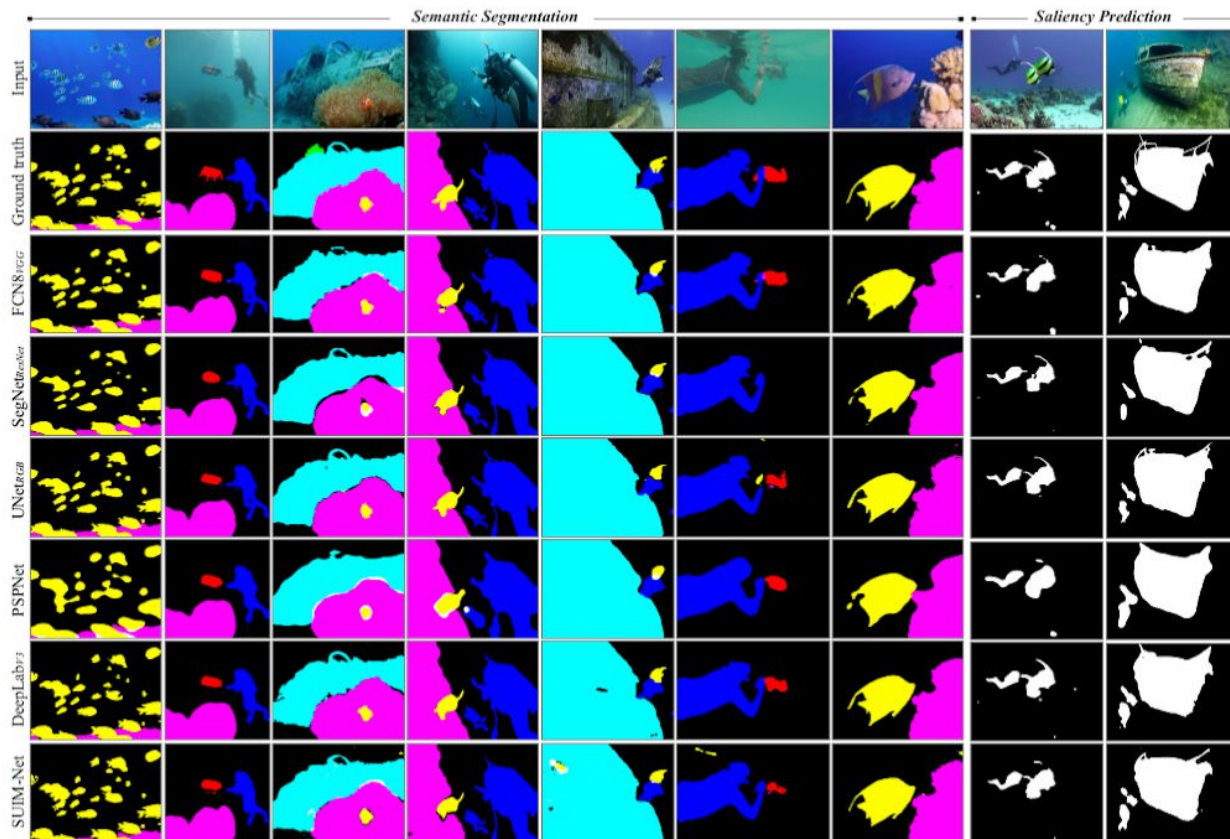 Semantic Segmentation
Saliency Prediction
Input
Ground truth
FCN8VGG
SegNetResNet
UNetRGB
PSPNet
DeepLabV3
SUIM-Net